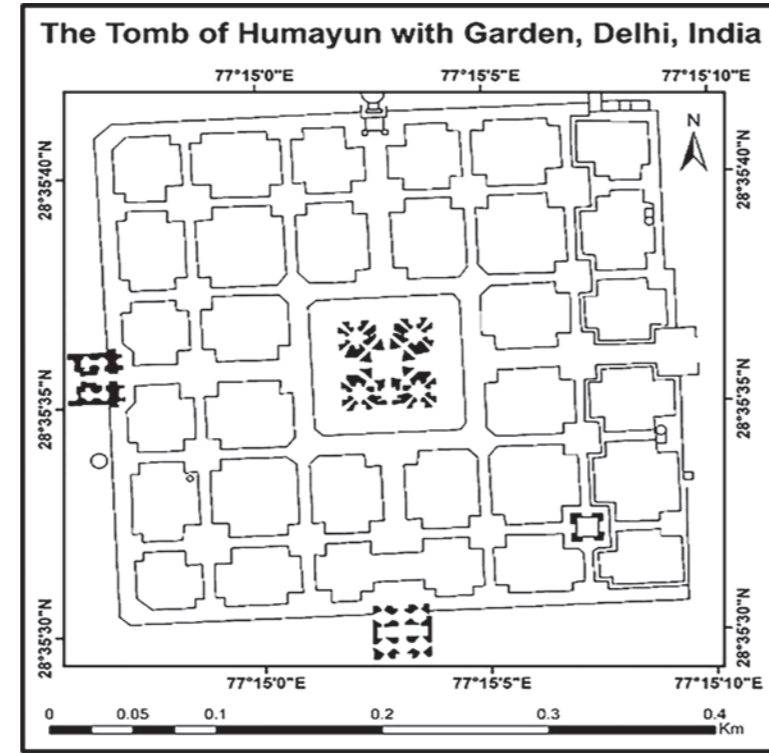 The Tomb of Humayun with Garden, Delhi, India
77°15'0"E 77°15'5"E 77°15'10"E
N
28°35'40"N 28°35'40"N
28°35'35"N 28°35'35"N
28°35'30"N 28°35'30"N
77°15'0"E 77°15'5"E 77°15'10"E
0 0.05 0.1 0.2 0.3 0.4
Km